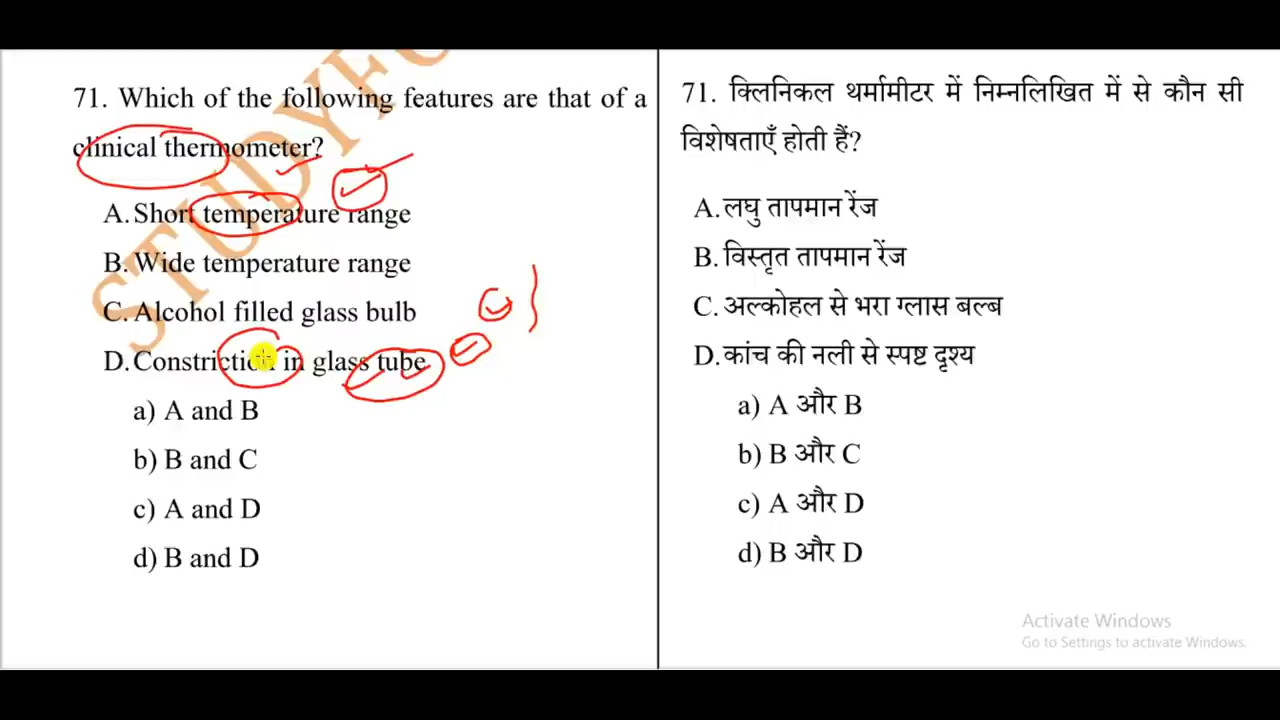 71. Which of the following features are that of a
clinical thermometer?
A. Short temperature range
B. Wide temperature range
C. Alcohol filled glass bulb
D. Constriction in glass tube
a) A and B
b) B and C
c) A and D
d) B and D
71. क्लिनिकल थर्मामीटर में निम्नलिखित में से कौन सी
विशेषताएँ होती हैं?
A. लघु तापमान रेंज
B. विस्तृत तापमान रेंज
C. अल्कोहल से भरा ग्लास बल्ब
D. कांच की नली से स्पष्ट दृश्य
a) A और B
b) B और C
c) A और D
d) B और D
Activate Windows
Go to Settings to activate Windows.